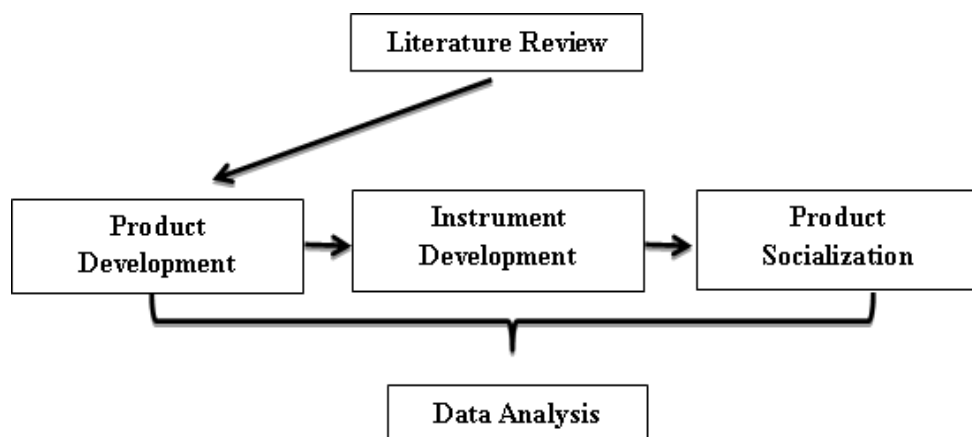 Literature Review
Product
Development
Instrument
Development
Product
Socialization
Data Analysis